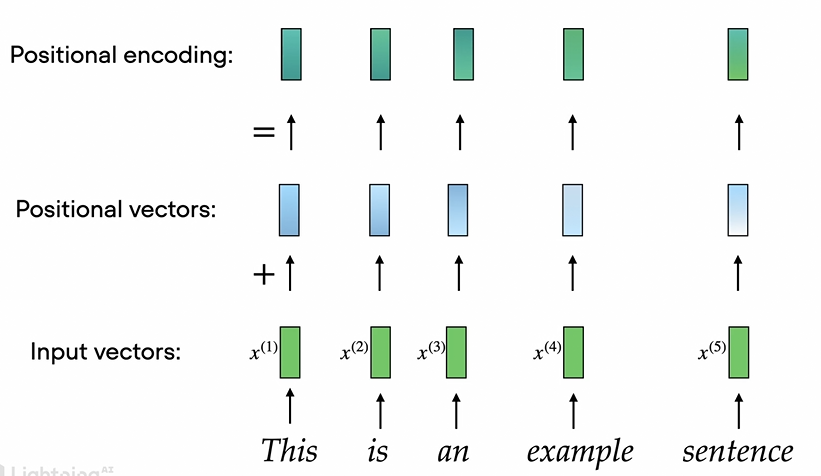 Positional encoding:
=
Positional vectors:
+
Input vectors: x⁽¹⁾ x⁽²⁾ x⁽³⁾ x⁽⁴⁾ x⁽⁵⁾
This is an example sentence